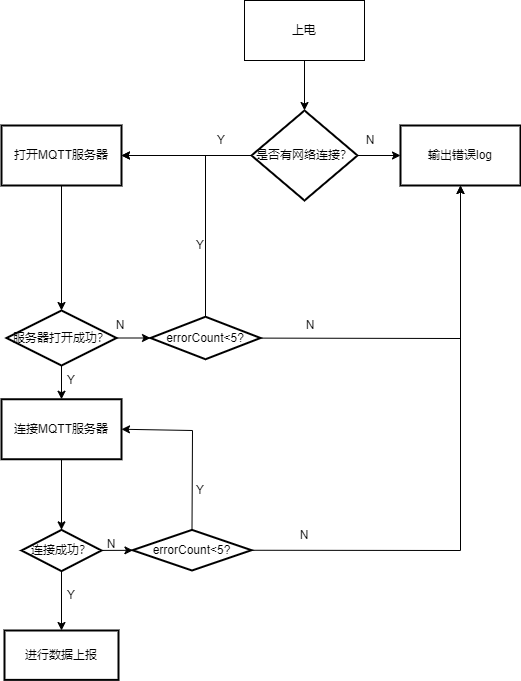 上电
Y
N
打开MQTT服务器
是否有网络连接?
输出错误log
Y
服务器打开成功?
N
errorCount<5?
N
Y
连接MQTT服务器
Y
连接成功?
N
errorCount<5?
N
Y
进行数据上报